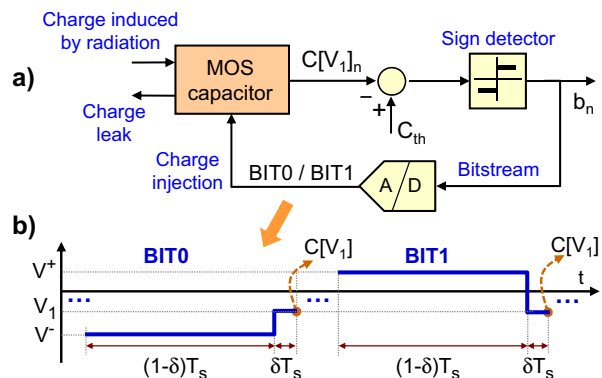 Charge induced
by radiation
Sign detector
a)
MOS
capacitor
C[V₁]ₙ
−
+
bₙ
Charge
leak
Cth
Charge
injection
BIT0 / BIT1
A / D
Bitstream
b)
BIT0
C[V₁]
BIT1
C[V₁]
V⁺
t
V₁
...
...
...
V⁻
(1-δ)Tₛ
δTₛ
(1-δ)Tₛ
δTₛ